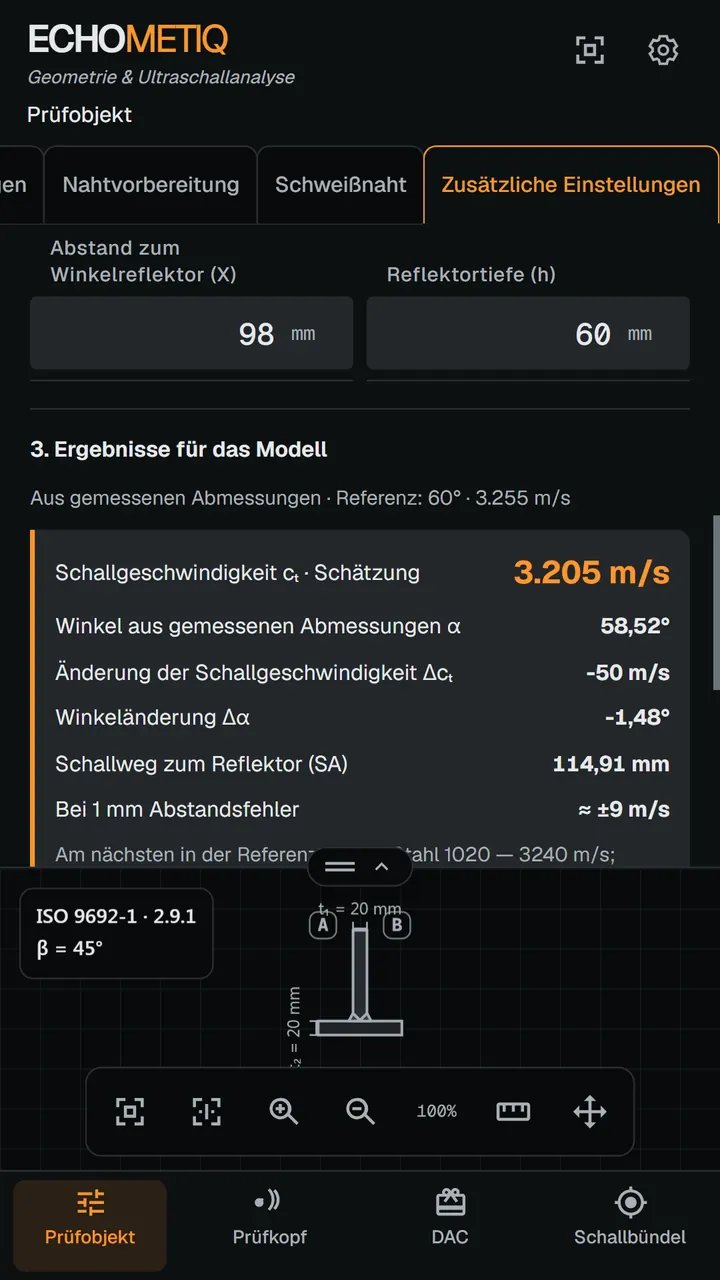 ECHOMETIQ
Geometrie & Ultraschallanalyse
Prüfobjekt
en
Nahtvorbereitung
Schweißnaht
Zusätzliche Einstellungen
Abstand zum
Winkelreflektor (X)
Reflektortiefe (h)
98 mm
60 mm
3. Ergebnisse für das Modell
Aus gemessenen Abmessungen · Referenz: 60° · 3.255 m/s
Schallgeschwindigkeit cₜ · Schätzung 3.205 m/s
Winkel aus gemessenen Abmessungen α 58,52°
Änderung der Schallgeschwindigkeit Δcₜ -50 m/s
Winkeländerung Δα -1,48°
Schallweg zum Reflektor (SA) 114,91 mm
Bei 1 mm Abstandsfehler ≈ ±9 m/s
Am nächsten in der 1020 — 3240 m/s;
ISO 9692-1 · 2.9.1
β = 45°
t₁ = 20 mm
A
B
t₂ = 20 mm
100%
Prüfobjekt
Prüfkopf
DAC
Schallbündel